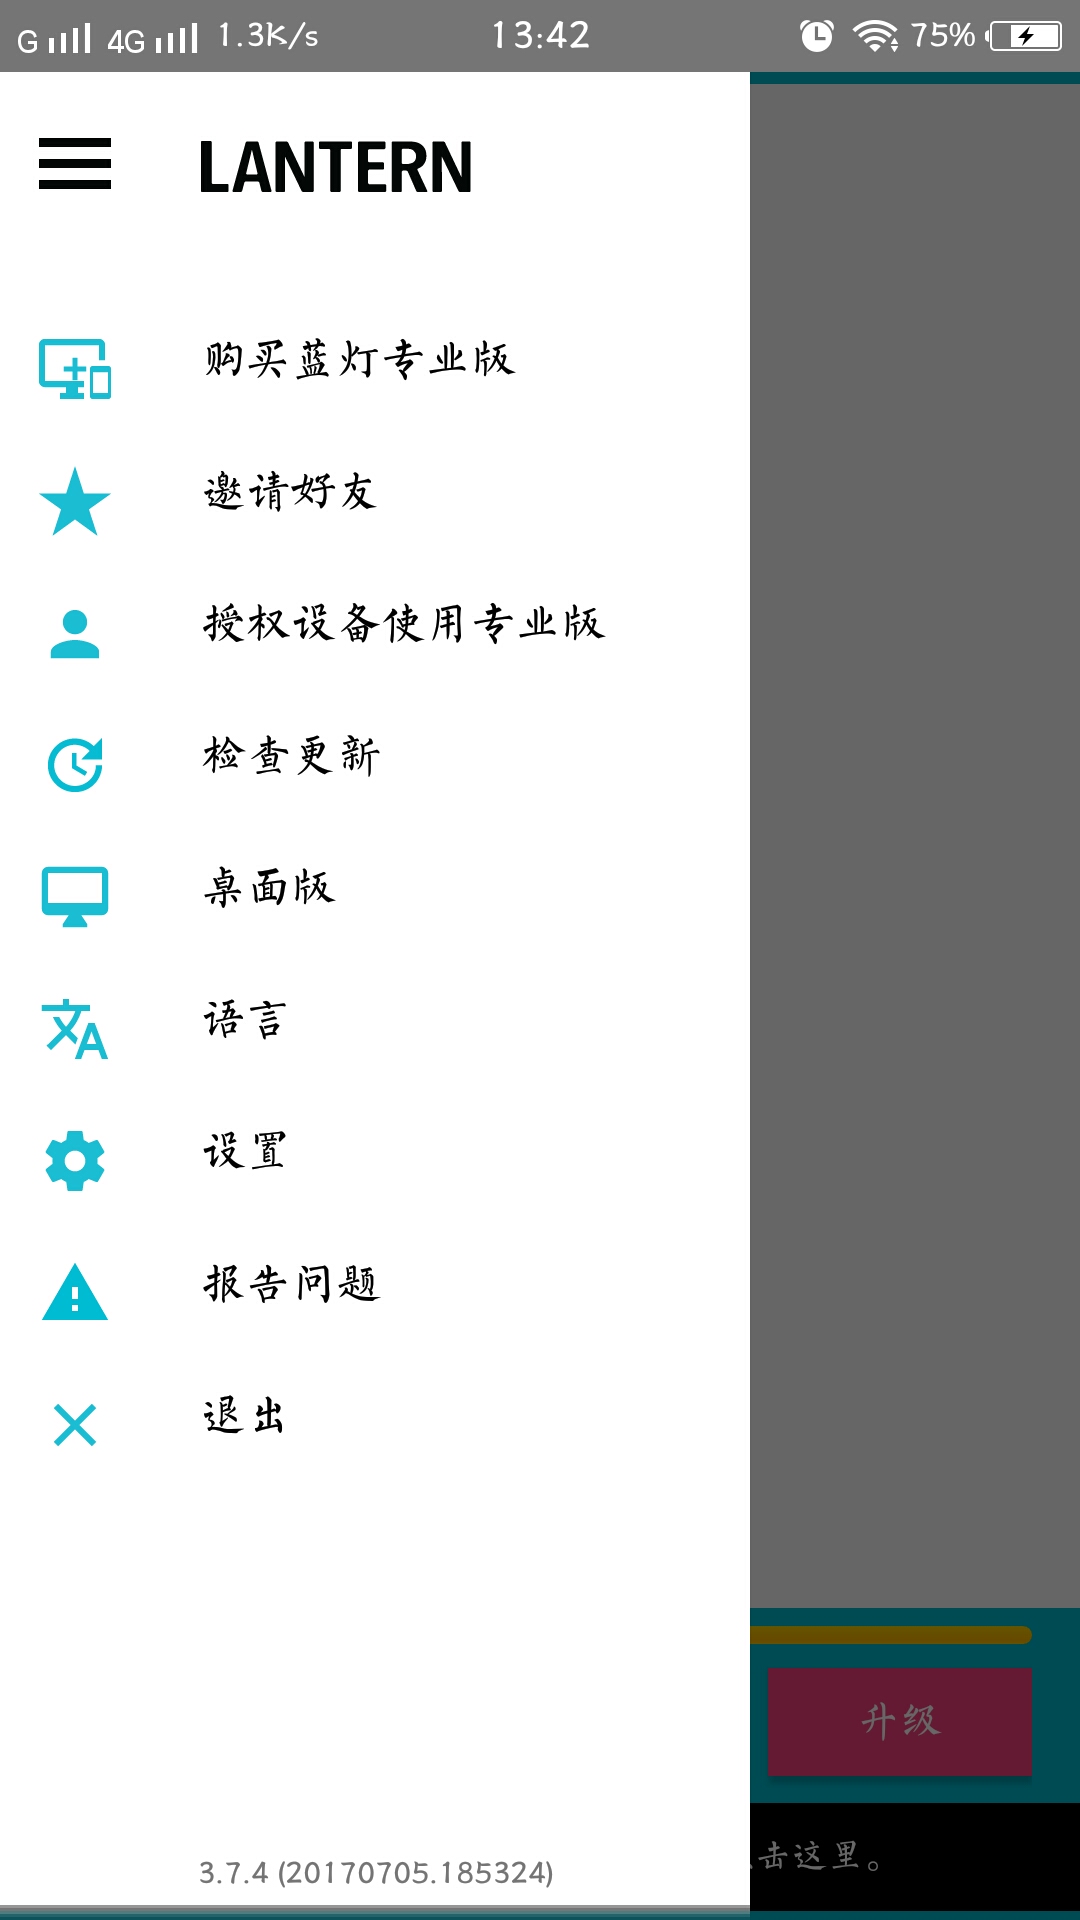 G 4G 1.3K/s 13:42 75%
LANTERN
购买蓝灯专业版
邀请好友
授权设备使用专业版
检查更新
桌面版
语言
设置
报告问题
退出
升级
击这里。
3.7.4 (20170705.185324)